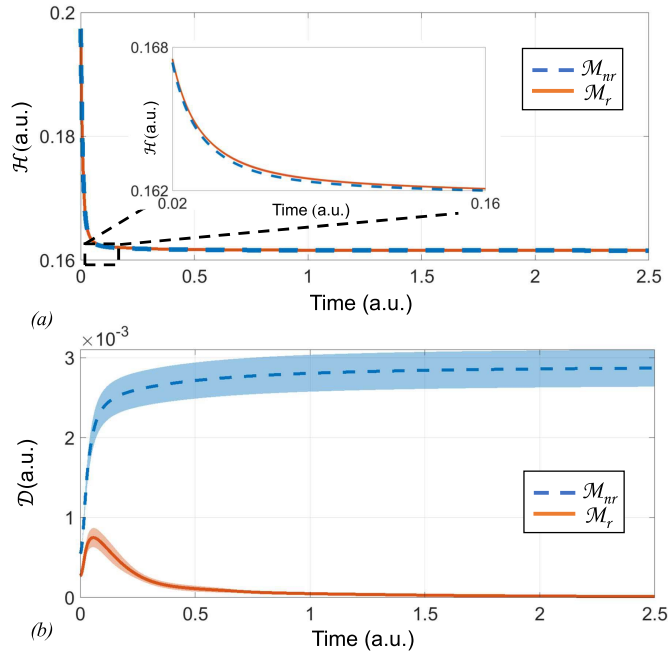 0.2
0.18
0.16
ℋ(a.u.)
0.168
0.162
ℋ(a.u.)
0.02
Time (a.u.)
0.16
ℳnr
ℳr
0
0.5
1
1.5
2
2.5
Time (a.u.)
(a)
×10⁻³
3
2
1
0
𝒟(a.u.)
ℳnr
ℳr
0
0.5
1
1.5
2
2.5
Time (a.u.)
(b)